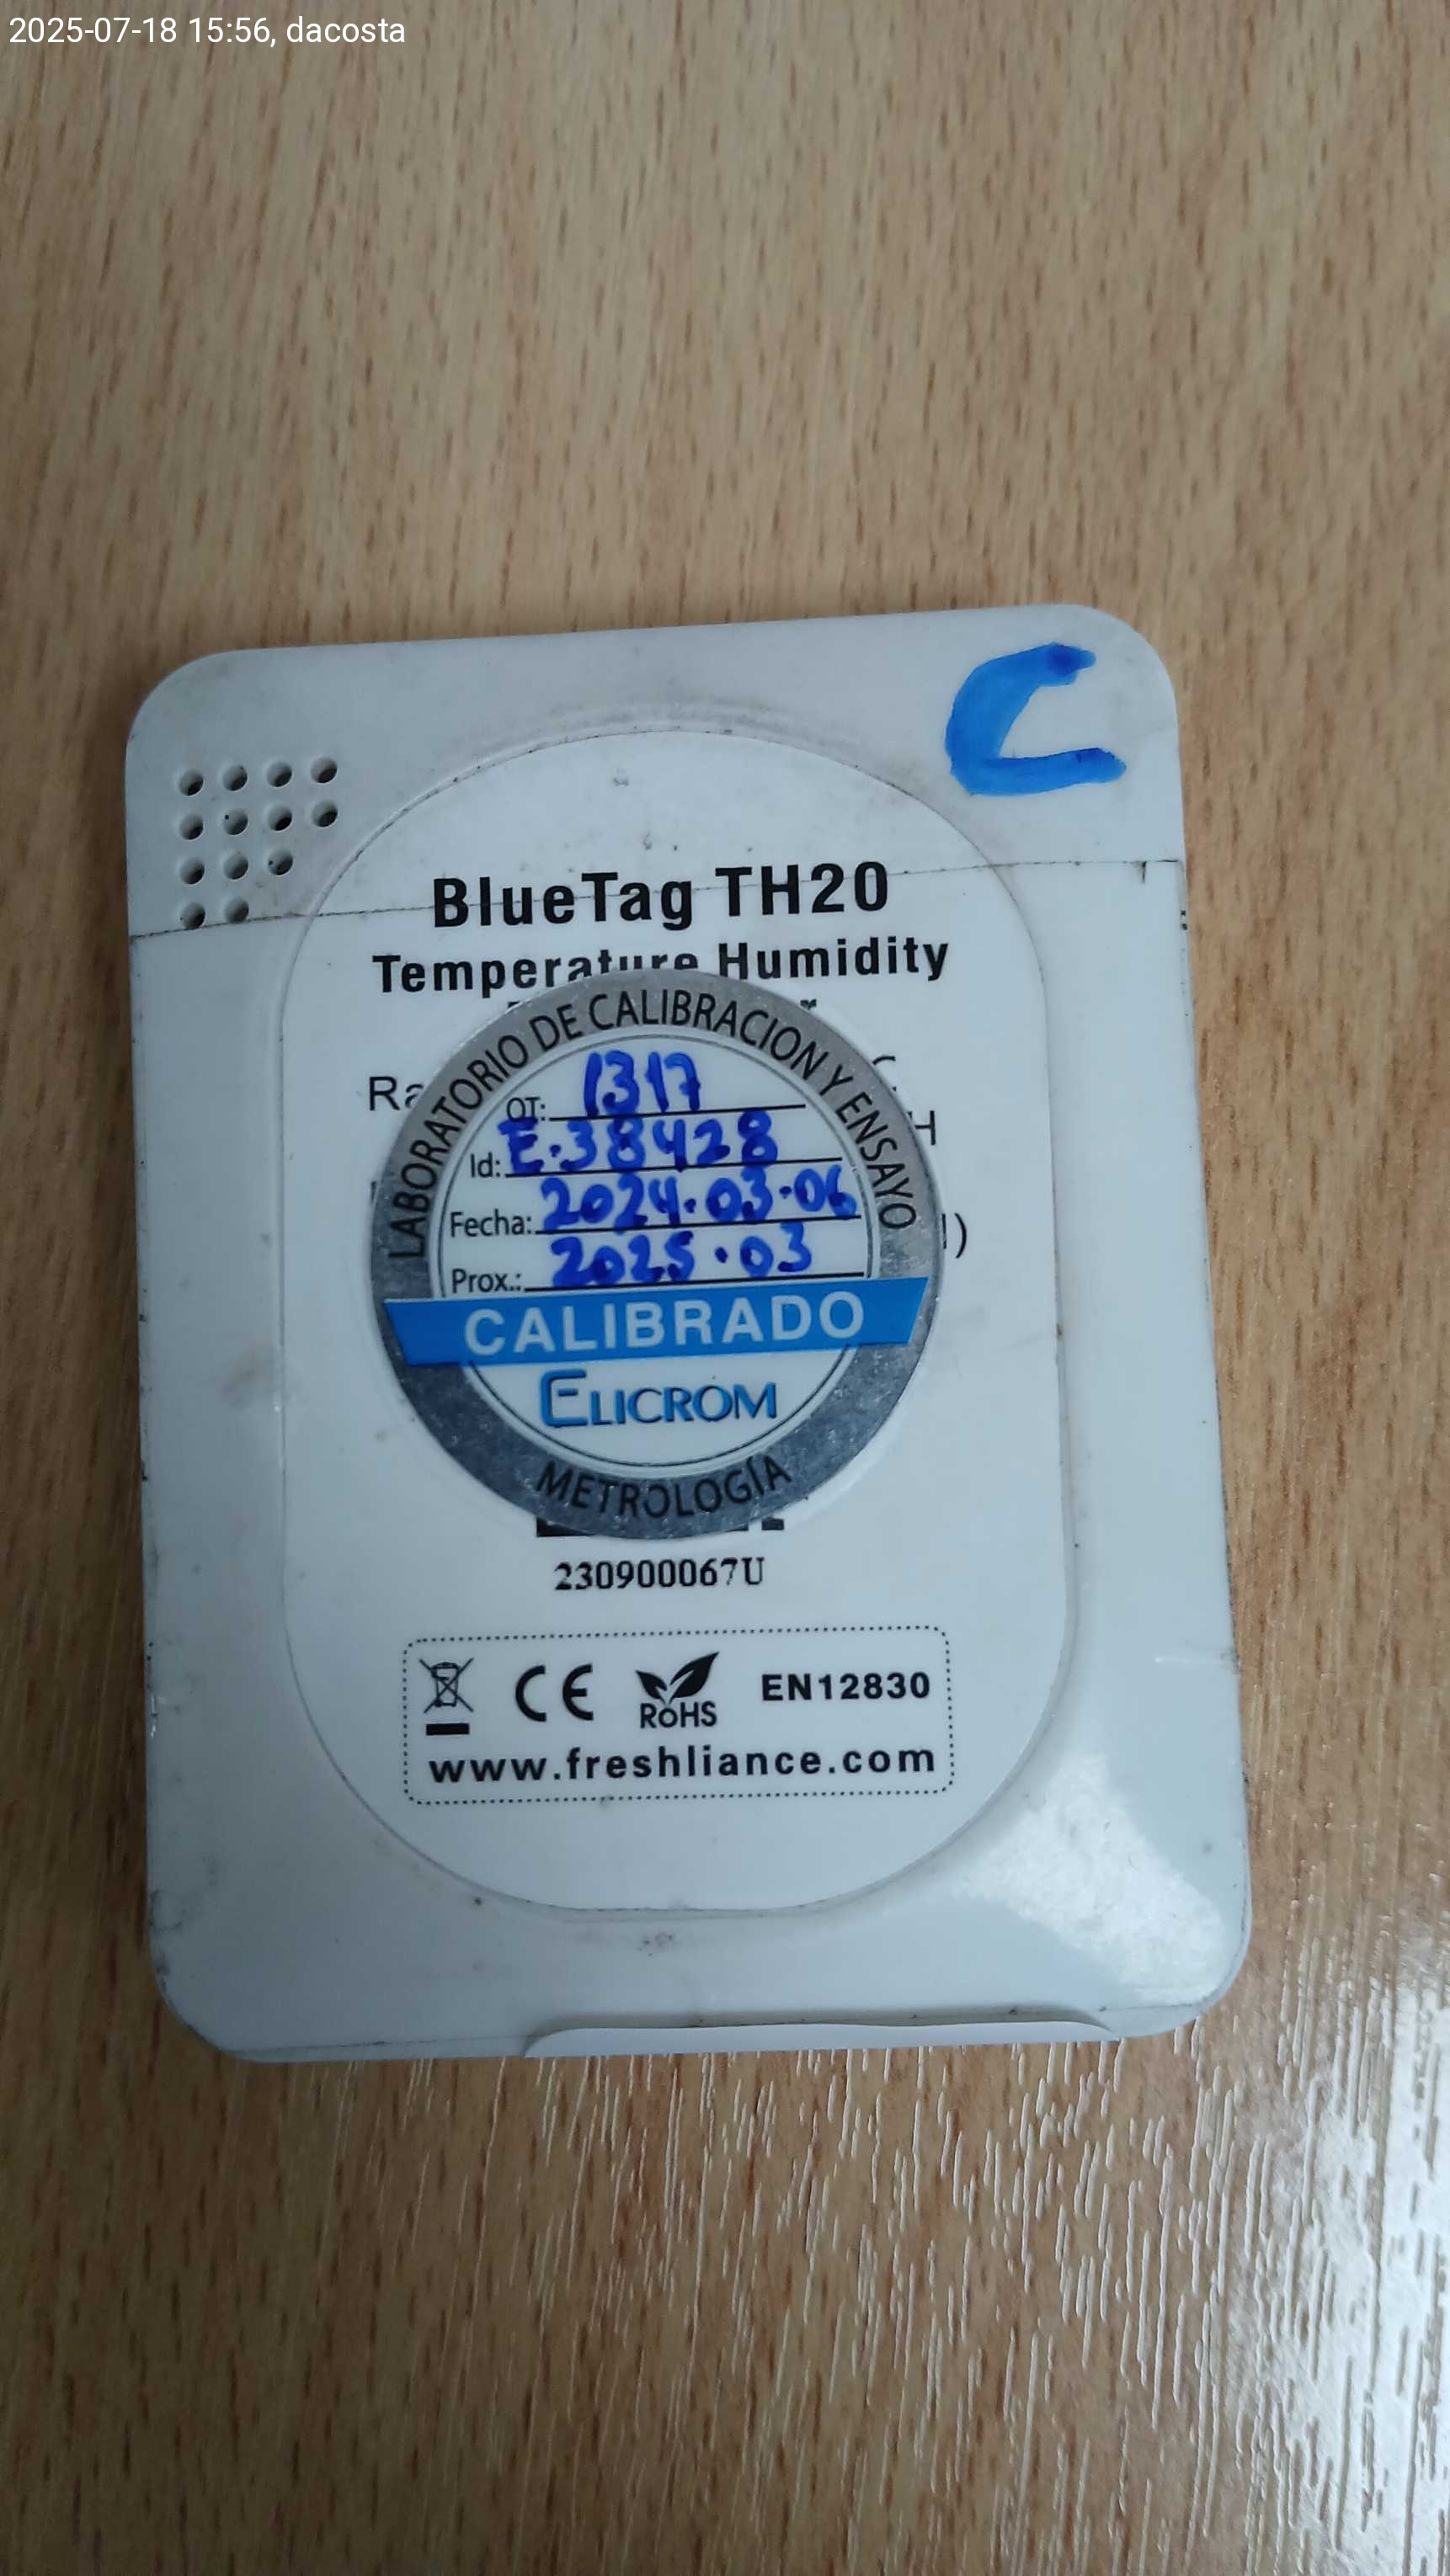 2025-07-18 15:56, dacosta
C
BlueTag TH20
Temperature Humidity
LABORATORIO DE CALIBRACION Y ENSAYO
OT: 1317
Id: E.38428
Fecha: 2024.03.06
Prox.: 2025.03
CALIBRADO
ELICROM
METROLOGÍA
230900067U
CE
RoHS
EN12830
www.freshliance.com